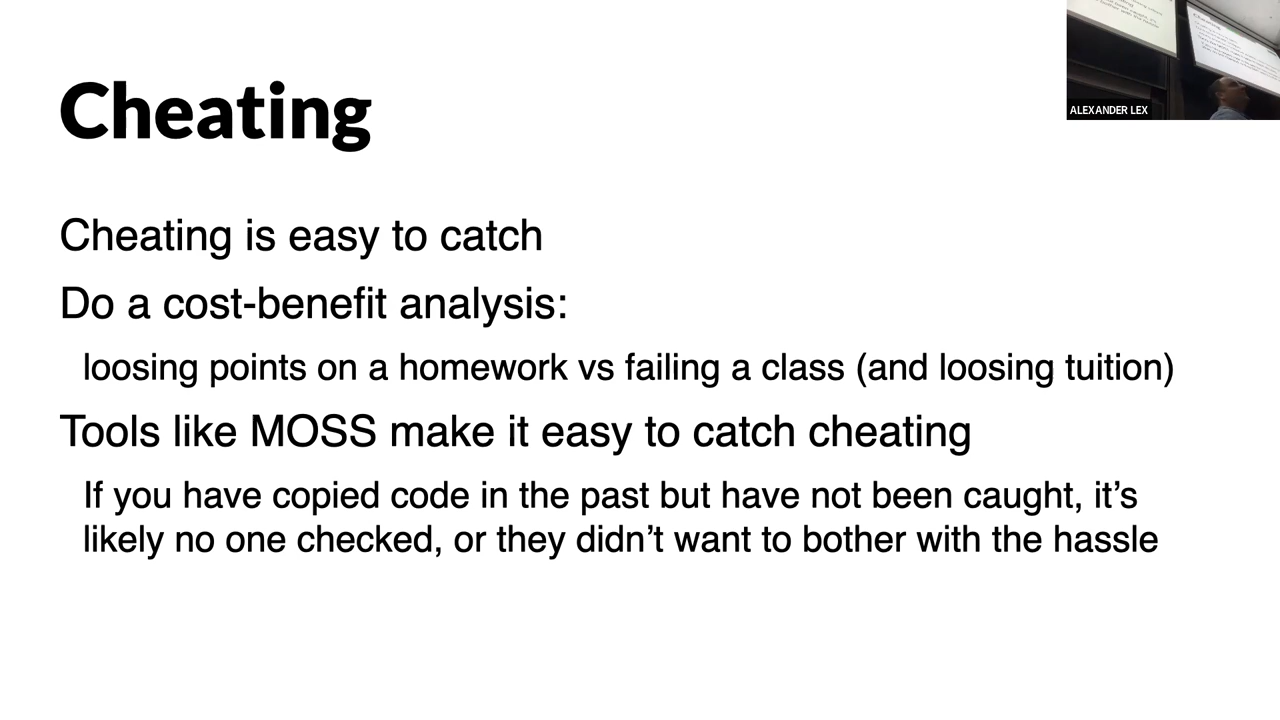 Cheating
ALEXANDER LEX
Cheating is easy to catch
Do a cost-benefit analysis:
loosing points on a homework vs failing a class (and loosing tuition)
Tools like MOSS make it easy to catch cheating
If you have copied code in the past but have not been caught, it’s
likely no one checked, or they didn’t want to bother with the hassle